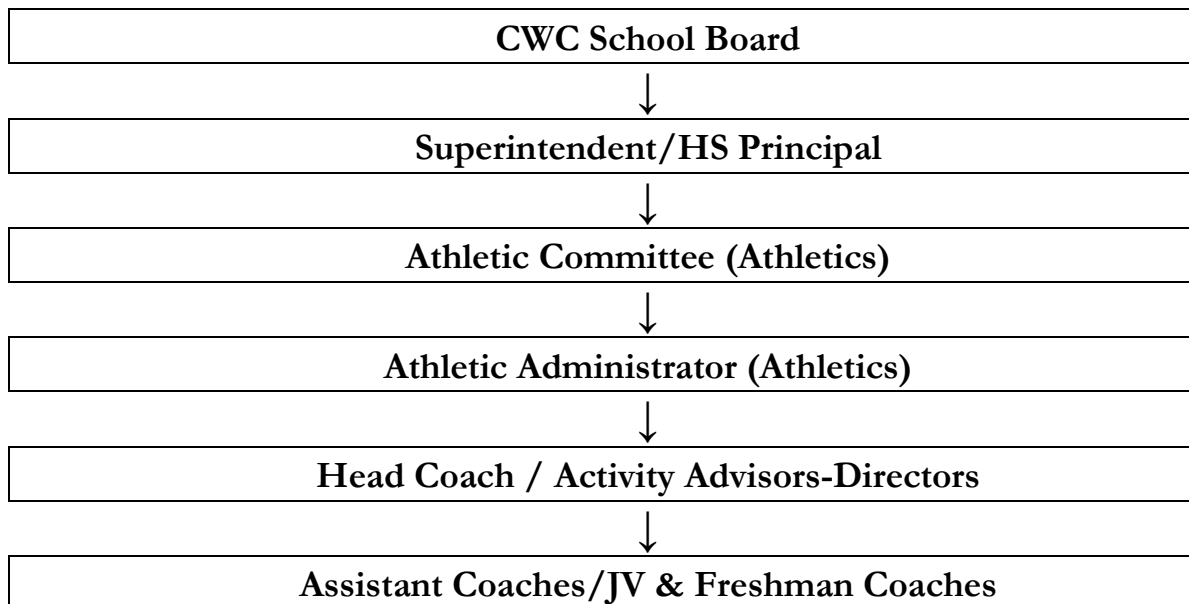 CWC School Board
↓
Superintendent/HS Principal
↓
Athletic Committee (Athletics)
↓
Athletic Administrator (Athletics)
↓
Head Coach / Activity Advisors-Directors
↓
Assistant Coaches/JV & Freshman Coaches